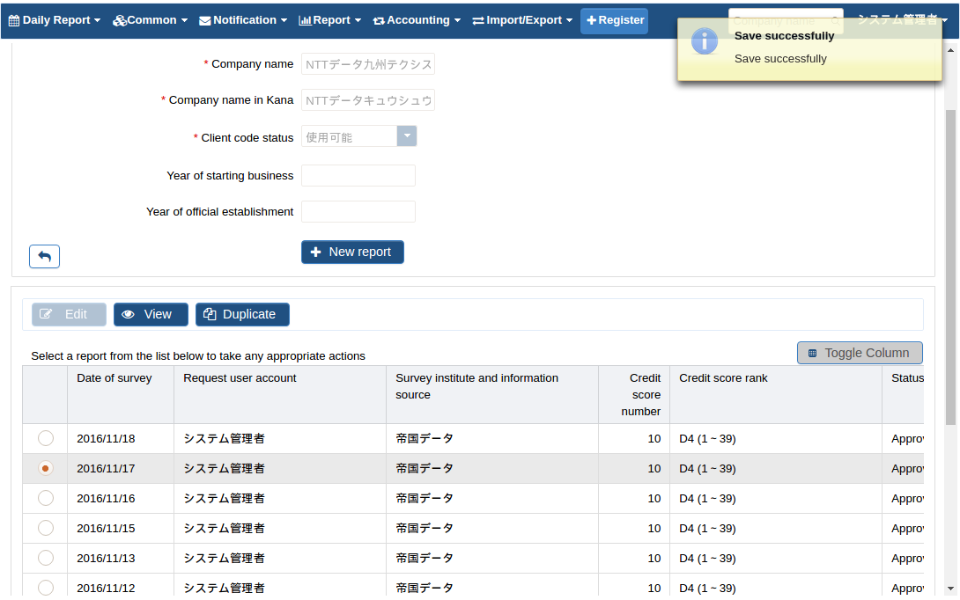 Daily Report Common Notification Report Accounting Import/Export Register システム管理者
Save successfully
Save successfully
* Company name NTTデータ九州テクシス
* Company name in Kana NTTデータキュウシュウ
* Client code status 使用可能
Year of starting business
Year of official establishment
New report
Edit View Duplicate
Select a report from the list below to take any appropriate actions
Toggle Column
Date of survey Request user account Survey institute and information source Credit score number Credit score rank Status
2016/11/18 システム管理者 帝国データ 10 D4 (1 ~ 39) Approv
2016/11/17 システム管理者 帝国データ 10 D4 (1 ~ 39) Approv
2016/11/16 システム管理者 帝国データ 10 D4 (1 ~ 39) Approv
2016/11/15 システム管理者 帝国データ 10 D4 (1 ~ 39) Approv
2016/11/13 システム管理者 帝国データ 10 D4 (1 ~ 39) Approv
2016/11/12 システム管理者 帝国データ 10 D4 (1 ~ 39) Approv